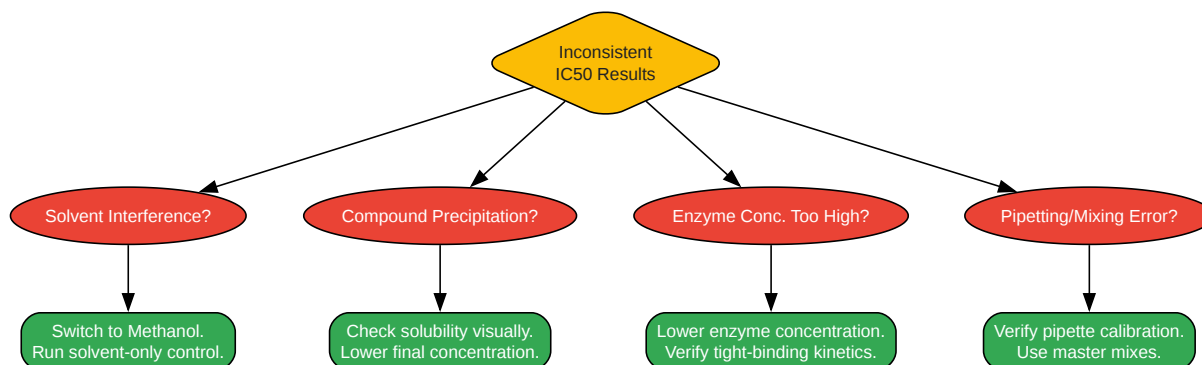 Inconsistent
IC50 Results
Solvent Interference?
Compound Precipitation?
Enzyme Conc. Too High?
Pipetting/Mixing Error?
Switch to Methanol.
Run solvent-only control.
Check solubility visually.
Lower final concentration.
Lower enzyme concentration.
Verify tight-binding kinetics.
Verify pipette calibration.
Use master mixes.